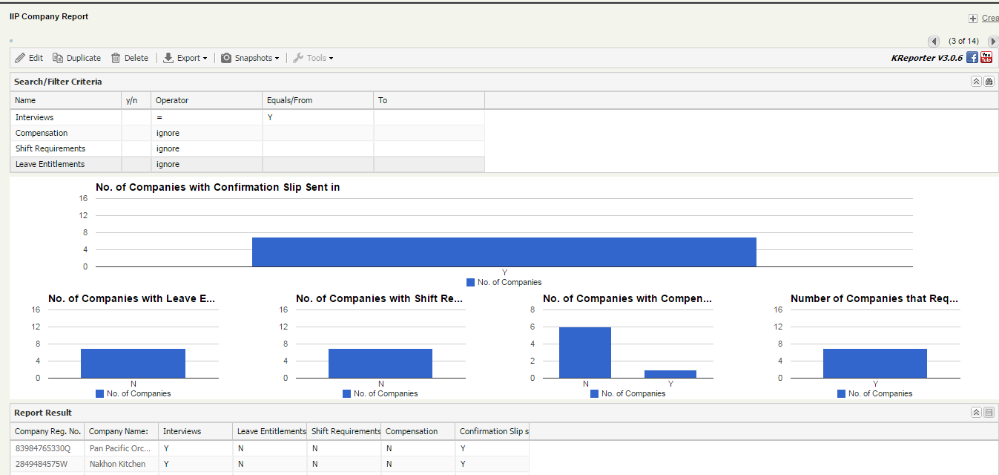 IIP Company Report
Crea
(3 of 14)
Edit Duplicate Delete Export Snapshots Tools KReporter V3.0.6 f You Tube
Search/Filter Criteria
Name y/n Operator Equals/From To
Interviews = Y
Compensation ignore
Shift Requirements ignore
Leave Entitlements ignore
No. of Companies with Confirmation Slip Sent in
16
12
8
4
0
Y
No. of Companies
No. of Companies with Leave E...
16
12
8
4
0
N
No. of Companies
No. of Companies with Shift Re...
16
12
8
4
0
N
No. of Companies
No. of Companies with Compen...
8
6
4
2
0
N Y
No. of Companies
Number of Companies that Req...
16
12
8
4
0
Y
No. of Companies
Report Result
Company Reg. No. Company Name: Interviews Leave Entitlements Shift Requirements Compensation Confirmation Slip s
83984765330Q Pan Pacific Orc... Y N N N Y
2849484575W Nakhon Kitchen Y N N N Y